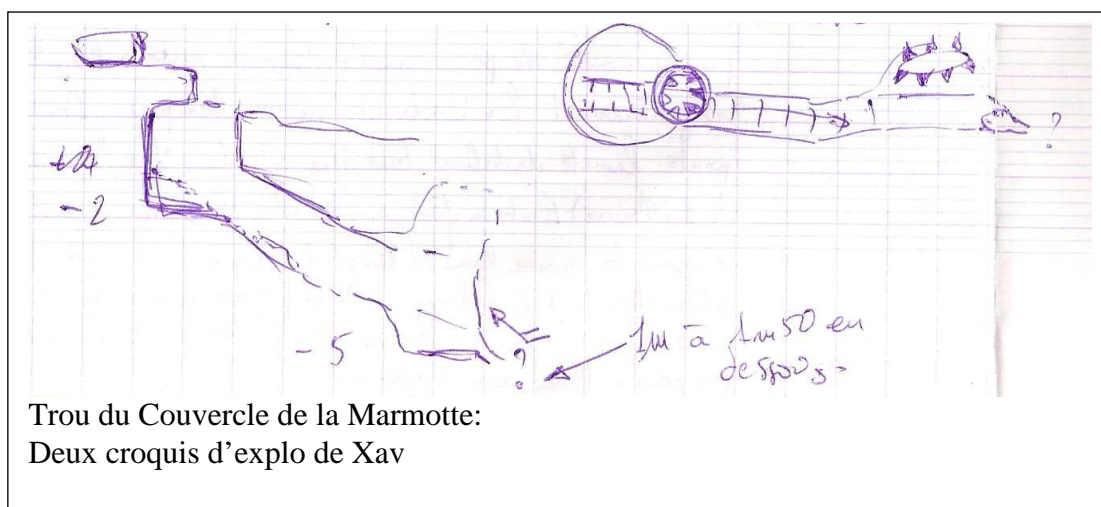 - 2
- 5
?
?
1m à 1m50 en
dessous
Trou du Couvercle de la Marmotte:
Deux croquis d’explo de Xav